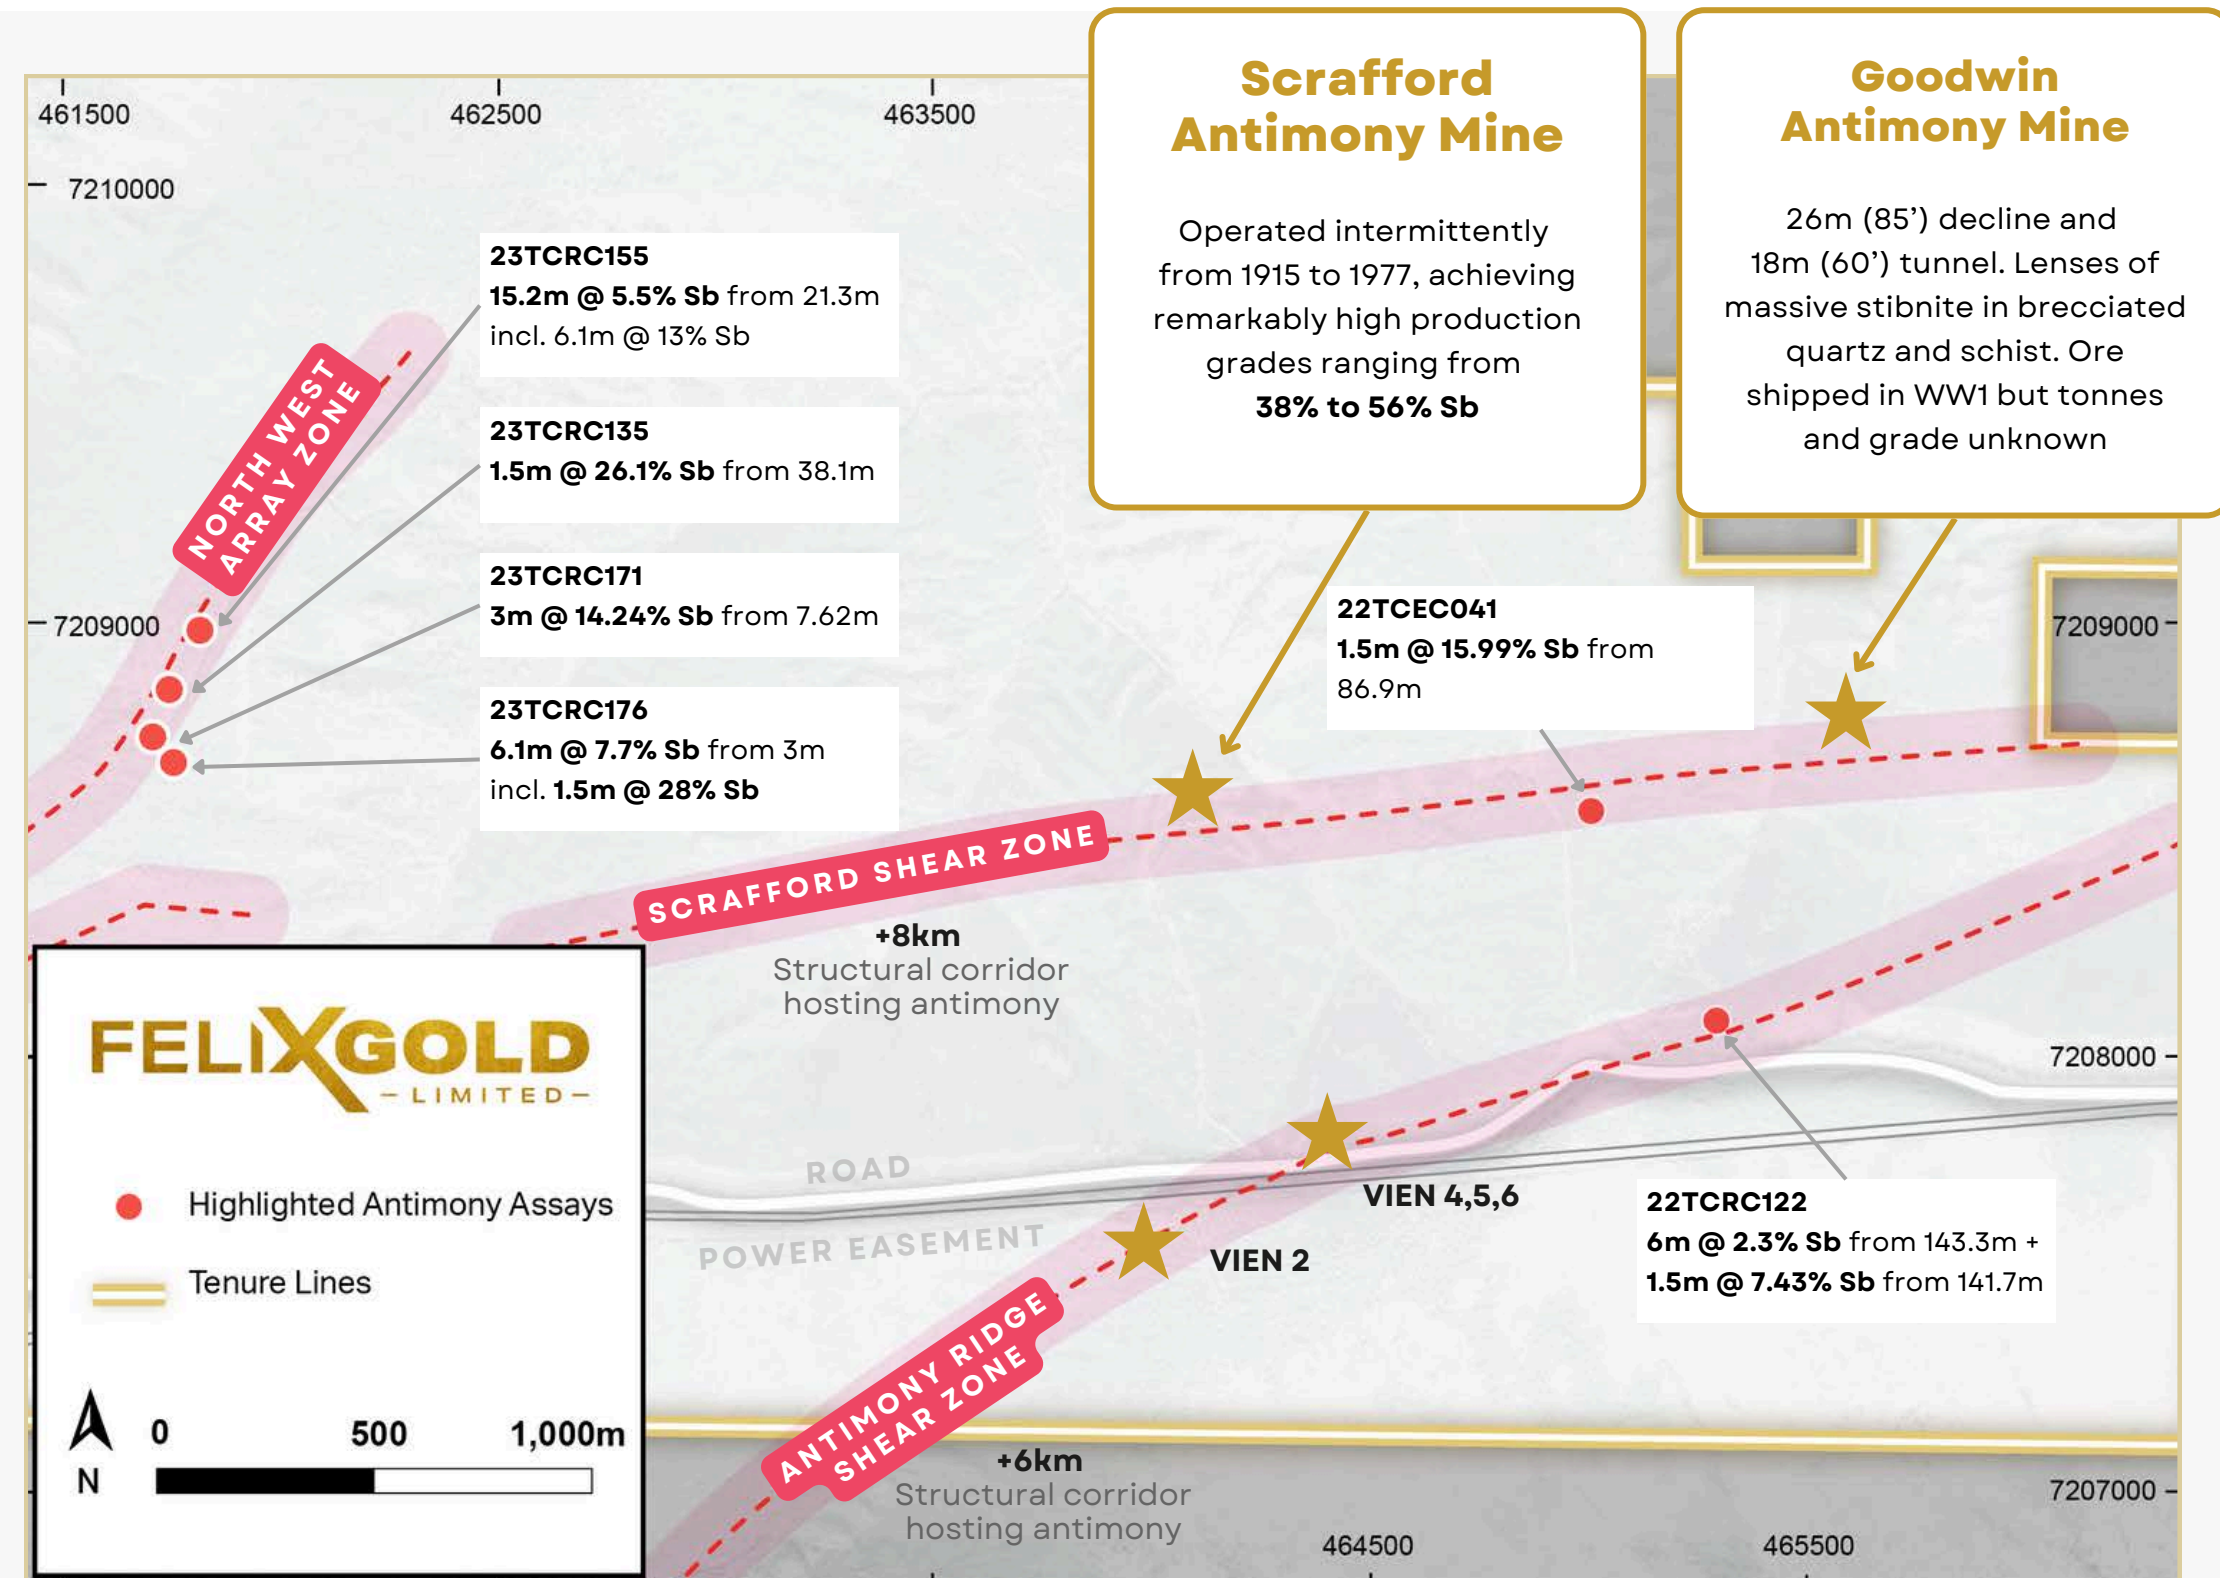 461500
462500
463500
7210000
Scrafford
Antimony Mine
Operated intermittently
from 1915 to 1977, achieving
remarkably high production
grades ranging from
38% to 56% Sb
Goodwin
Antimony Mine
26m (85’) decline and
18m (60’) tunnel. Lenses of
massive stibnite in brecciated
quartz and schist. Ore
shipped in WW1 but tonnes
and grade unknown
23TCRC155
15.2m @ 5.5% Sb from 21.3m
incl. 6.1m @ 13% Sb
NORTH WEST
ARRAY ZONE
23TCRC135
1.5m @ 26.1% Sb from 38.1m
23TCRC171
3m @ 14.24% Sb from 7.62m
7209000
23TCRC176
6.1m @ 7.7% Sb from 3m
incl. 1.5m @ 28% Sb
22TCEC041
1.5m @ 15.99% Sb from
86.9m
7209000
SCRAFFORD SHEAR ZONE
+8km
Structural corridor
hosting antimony
7208000
ROAD
POWER EASEMENT
VIEN 4,5,6
VIEN 2
22TCRC122
6m @ 2.3% Sb from 143.3m +
1.5m @ 7.43% Sb from 141.7m
ANTIMONY RIDGE
SHEAR ZONE
+6km
Structural corridor
hosting antimony
7207000
464500
465500
FELIXGOLD
LIMITED
Highlighted Antimony Assays
Tenure Lines
0 500 1,000m
N